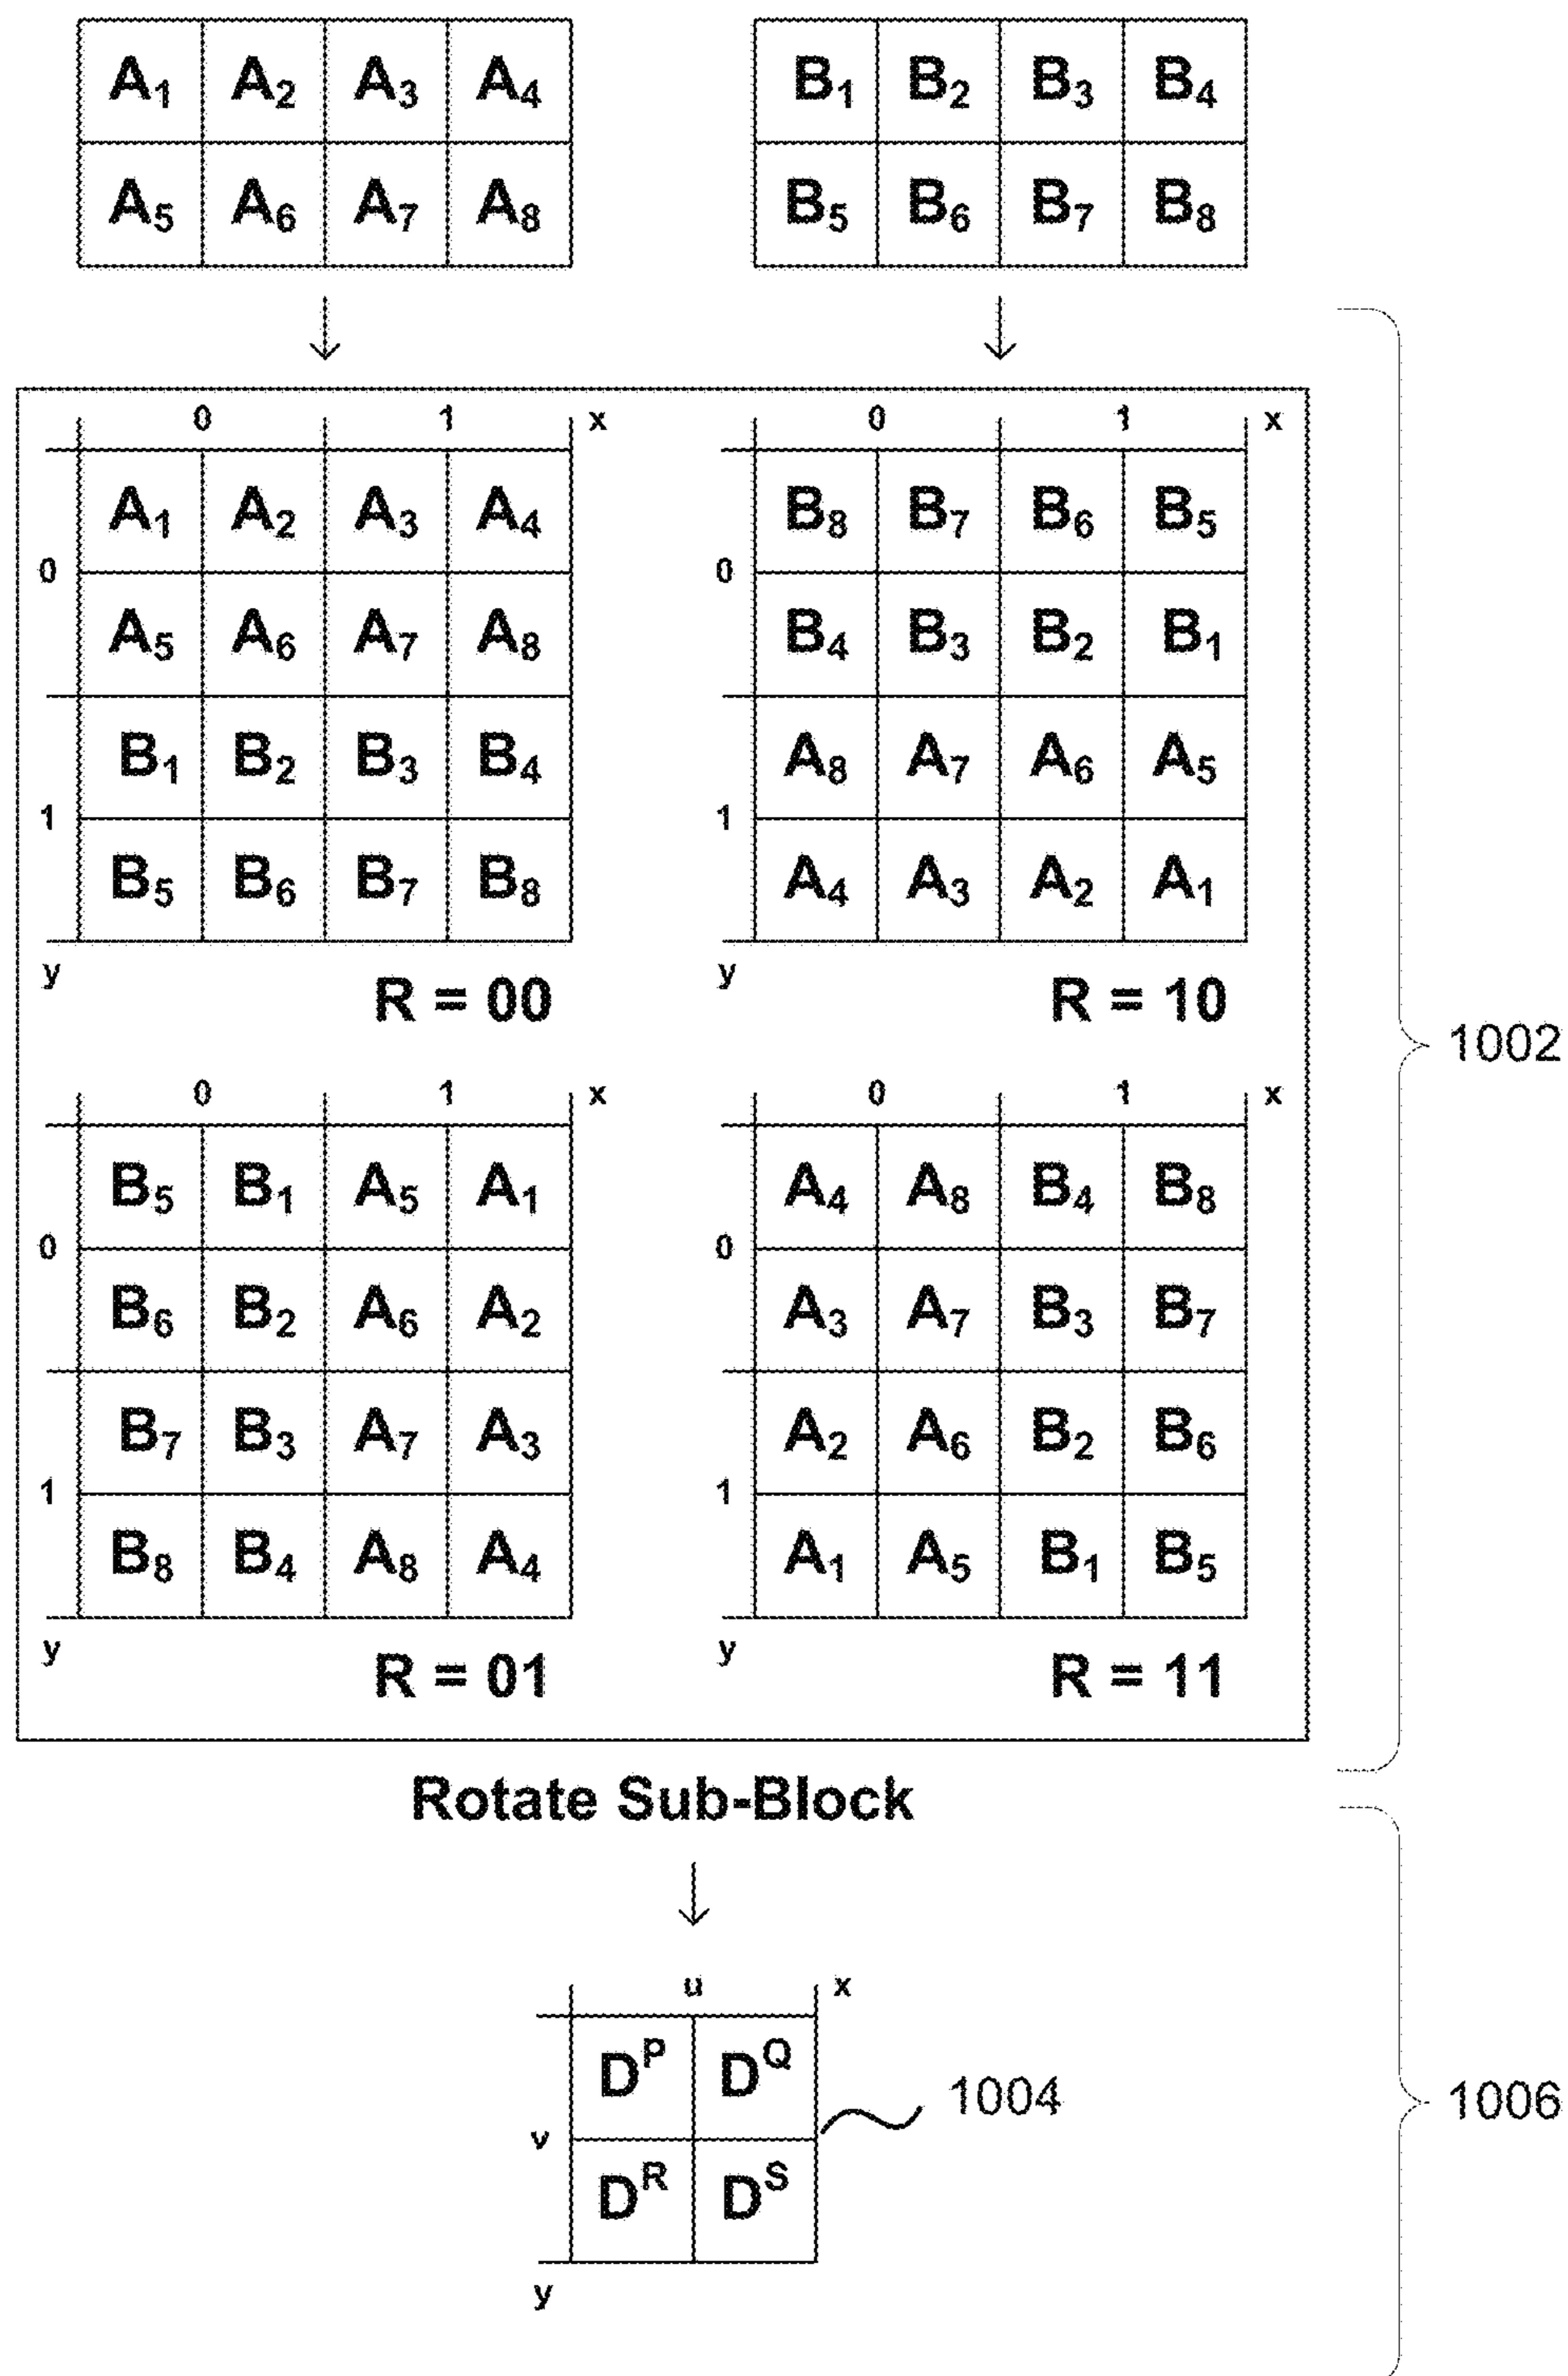 A₁ A₂ A₃ A₄ B₁ B₂ B₃ B₄
A₅ A₆ A₇ A₈ B₅ B₆ B₇ B₈
0 1 x 0 1 x
A₁ A₂ A₃ A₄ B₈ B₇ B₆ B₅
0 0
A₅ A₆ A₇ A₈ B₄ B₃ B₂ B₁
B₁ B₂ B₃ B₄ A₈ A₇ A₆ A₅
1 1
B₅ B₆ B₇ B₈ A₄ A₃ A₂ A₁
y y
R = 00 R = 10
1002
0 1 x 0 1 x
B₅ B₁ A₅ A₁ A₄ A₈ B₄ B₈
0 0
B₆ B₂ A₆ A₂ A₃ A₇ B₃ B₇
B₇ B₃ A₇ A₃ A₂ A₆ B₂ B₆
1 1
B₈ B₄ A₈ A�4 A₁ A₅ B₁ B₅
y y
R = 01 R = 11
Rotate Sub-Block
u x
Dᴾ D^Q
1004
v
1006
Dᴿ D^S
y